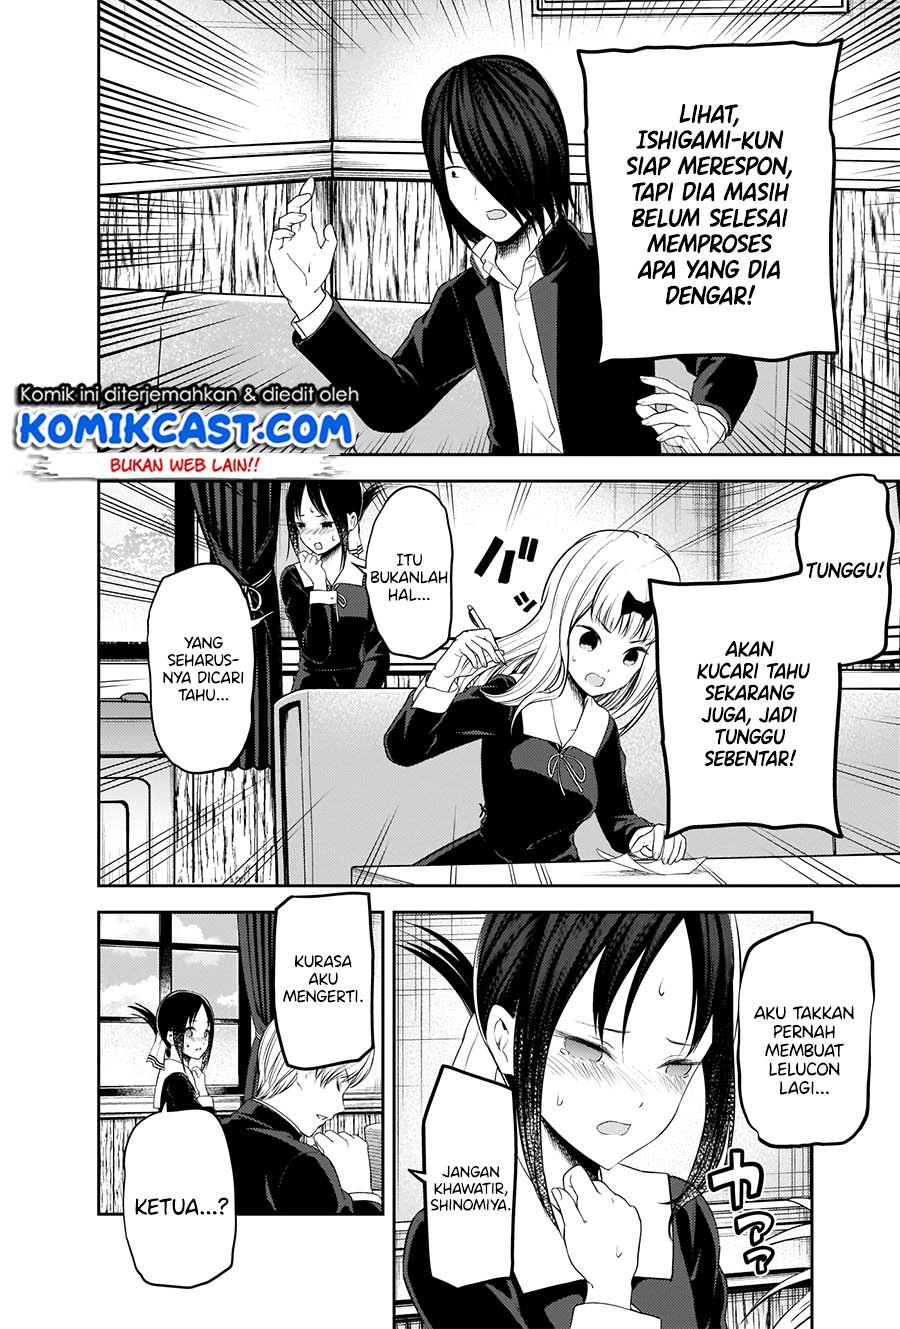 LIHAT,
ISHIGAMI-KUN
SIAP MERESPON,
TAPI DIA MASIH
BELUM SELESAI
MEMPROSES
APA YANG DIA
DENGAR!
Komik ini diterjemahkan & diedit oleh
KOMIKCAST.COM
BUKAN WEB LAIN!!
TUNGGU!
AKAN
KUCARI TAHU
SEKARANG
JUGA, JADI
TUNGGU
SEBENTAR!
バッ
ITU
BUKANLAH
HAL...
YANG
SEHARUS-
NYA DICARI
TAHU...
AKU TAKKAN
PERNAH
MEMBUAT
LELUCON
LAGI...
カァァァ
JANGAN
KHAWATIR,
SHINOMIYA.
KURASA
AKU
MENGERTI.
KETUA...?